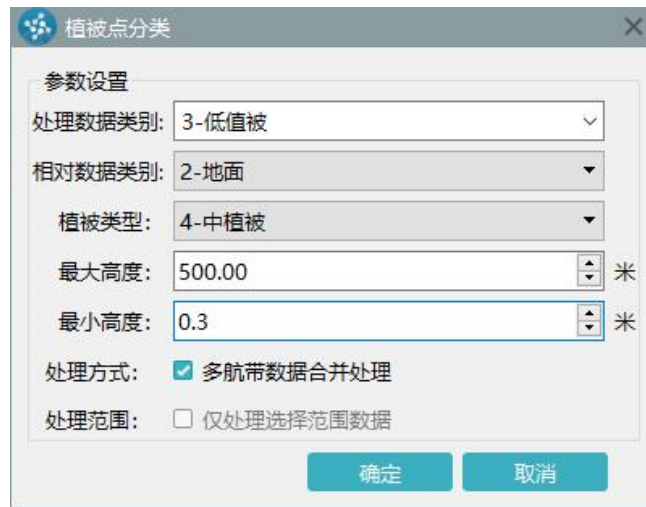 植被点分类
参数设置
处理数据类别: 3-低值被
相对数据类别: 2-地面
植被类型: 4-中植被
最大高度: 500.00 米
最小高度: 0.3 米
处理方式: 多航带数据合并处理
处理范围: 仅处理选择范围数据
确定 取消